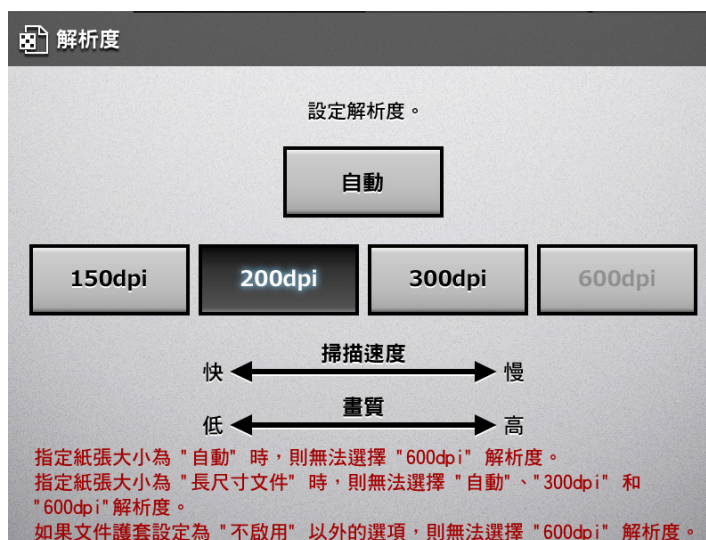 解析度
設定解析度。
自動
150dpi 200dpi 300dpi 600dpi
掃描速度
快 慢
畫質
低 高
指定紙張大小為 "自動" 時，則無法選擇 "600dpi" 解析度。
指定紙張大小為 "長尺寸文件" 時，則無法選擇 "自動"、"300dpi" 和
"600dpi"解析度。
如果文件護套設定為 "不啟用" 以外的選項，則無法選擇 "600dpi" 解析度。